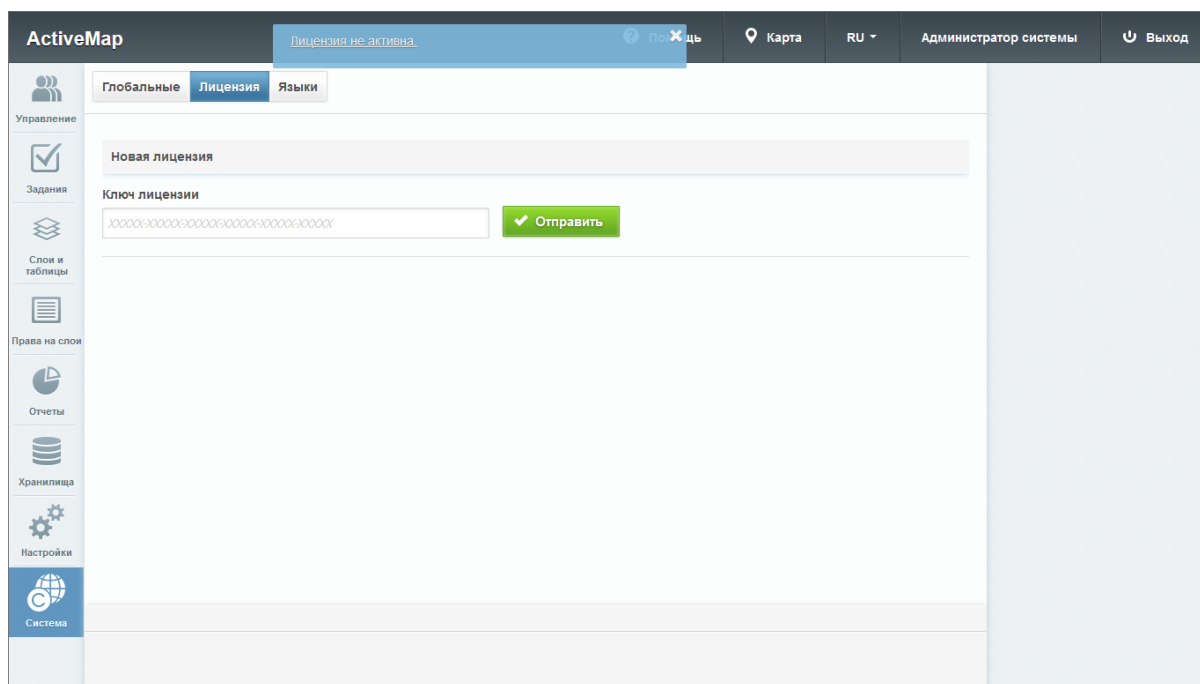 ActiveMap
Лицензия не активна.
Помощь
Карта
RU
Администратор системы
Выход
Управление
Задания
Слои и
таблицы
Права на слои
Отчеты
Хранилища
Настройки
Система
Глобальные
Лицензия
Языки
Новая лицензия
Ключ лицензии
XXXXX-XXXXX-XXXXX-XXXXX-XXXXX-XXXXX
Отправить